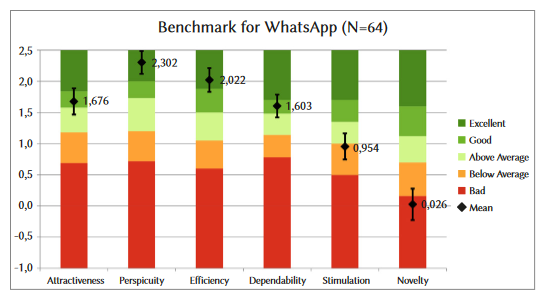 Benchmark for WhatsApp (N=64)
2,5
2,0
1,5
1,0
0,5
0,0
-0,5
-1,0
1,676
2,302
2,022
1,603
0,954
0,026
Attractiveness
Perspicuity
Efficiency
Dependability
Stimulation
Novelty
Excellent
Good
Above Average
Below Average
Bad
Mean